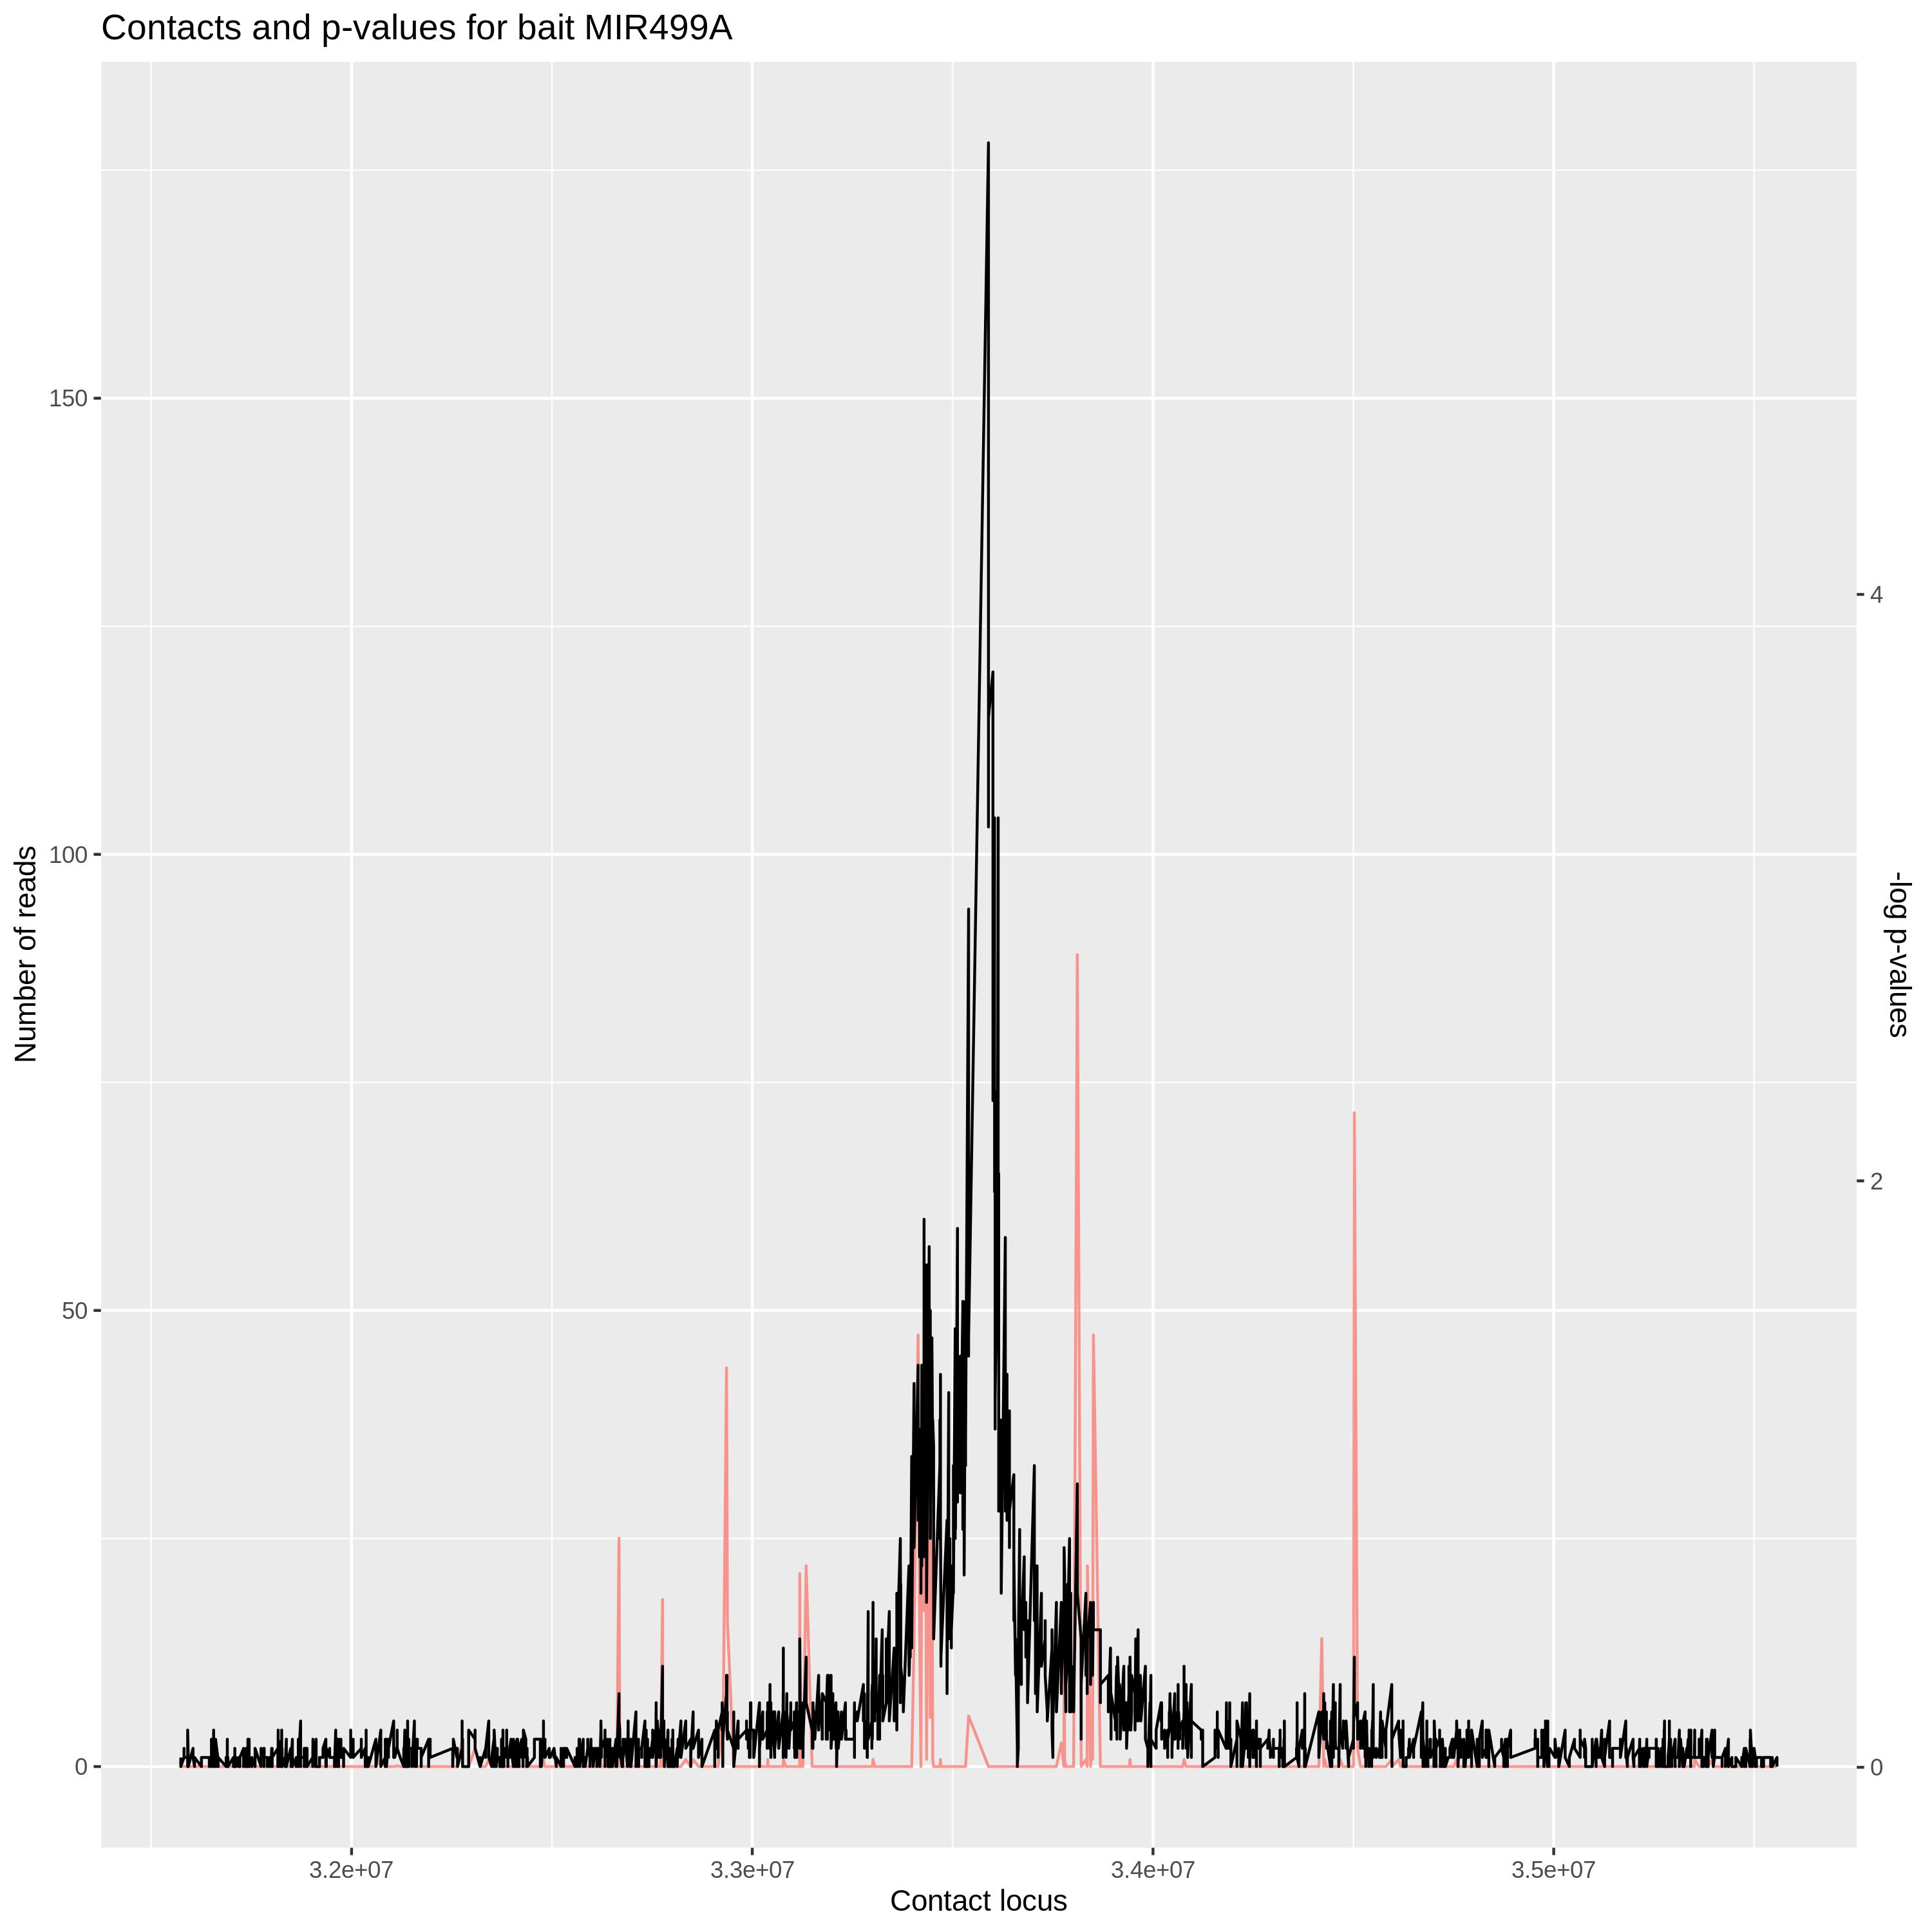 Contacts and p-values for bait MIR499A
150
100
50
0
4
2
0
Number of reads
-log p-values
3.2e+07
3.3e+07
3.4e+07
3.5e+07
Contact locus